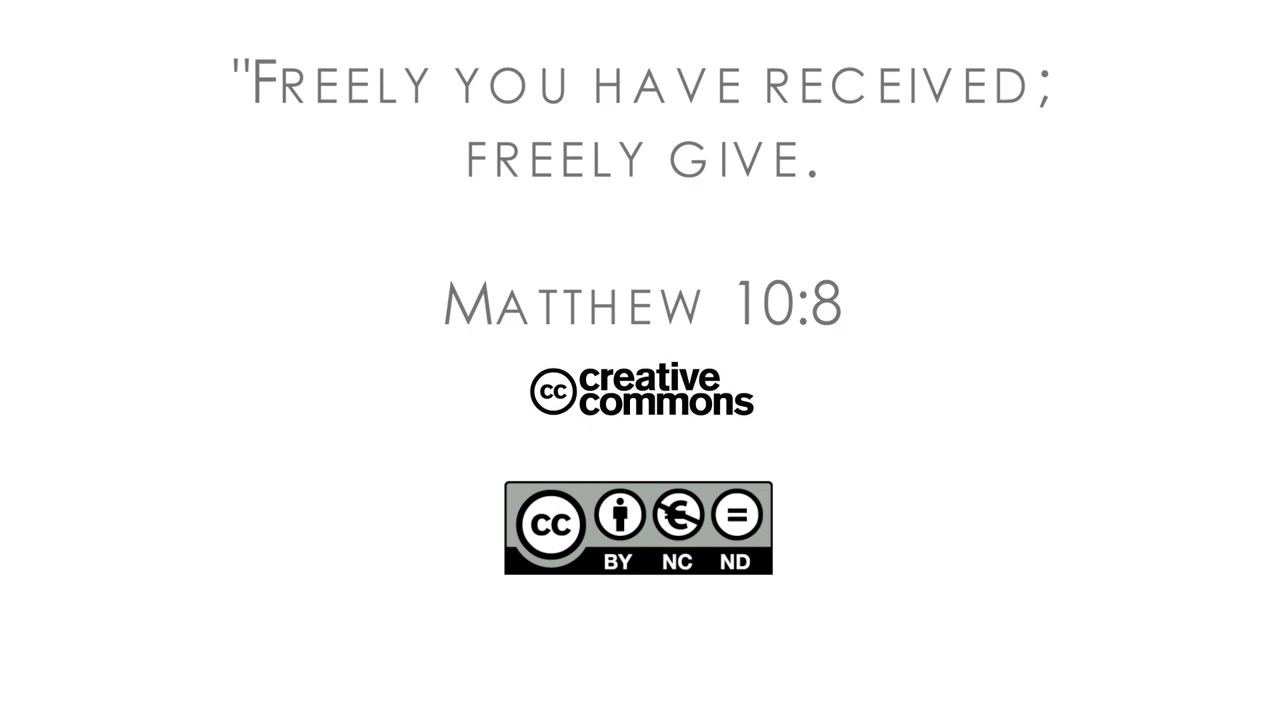 "FREELY YOU HAVE RECEIVED;
FREELY GIVE.
MATTHEW 10:8
cc creative
commons
cc BY NC ND